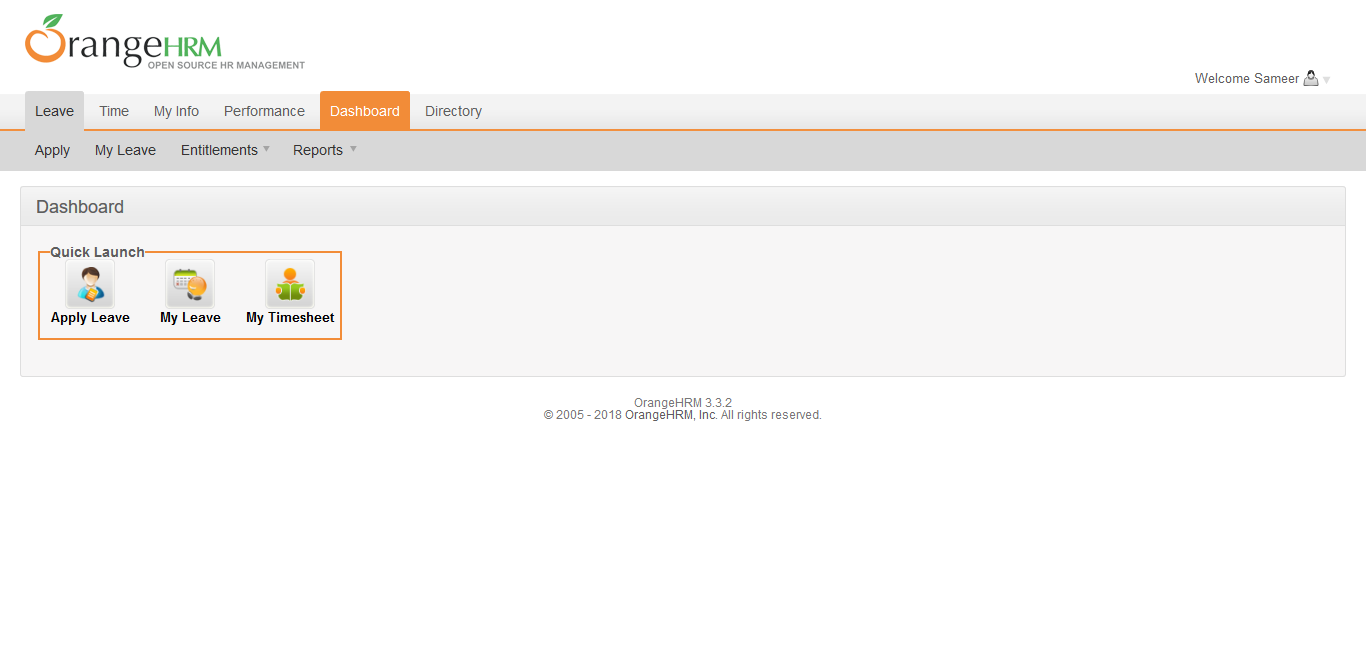 OrangeHRM
OPEN SOURCE HR MANAGEMENT
Welcome Sameer
Leave Time My Info Performance Dashboard Directory
Apply My Leave Entitlements Reports
Dashboard
Quick Launch
Apply Leave My Leave My Timesheet
OrangeHRM 3.3.2
© 2005 - 2018 OrangeHRM, Inc. All rights reserved.